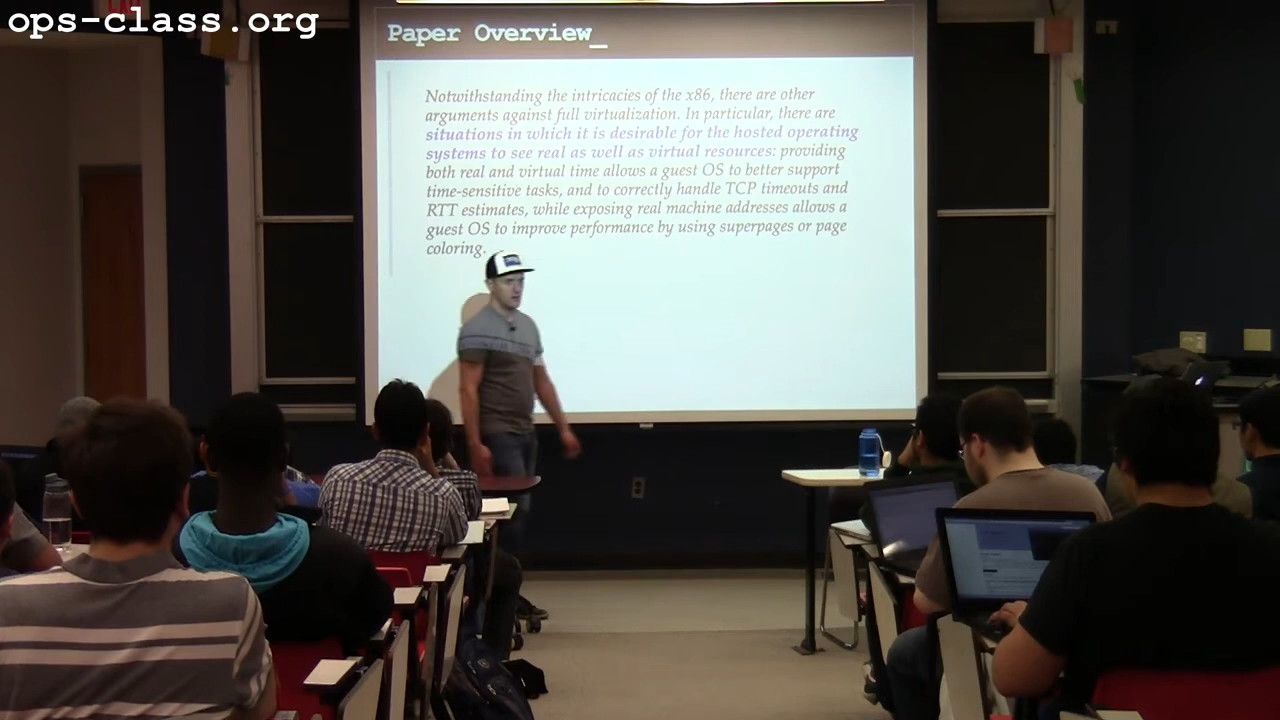 ops-class.org
Paper Overview_
Notwithstanding the intricacies of the x86, there are other
arguments against full virtualization. In particular, there are
situations in which it is desirable for the hosted operating
systems to see real as well as virtual resources: providing
both real and virtual time allows a guest OS to better support
time-sensitive tasks, and to correctly handle TCP timeouts and
RTT estimates, while exposing real machine addresses allows a
guest OS to improve performance by using superpages or page
coloring.